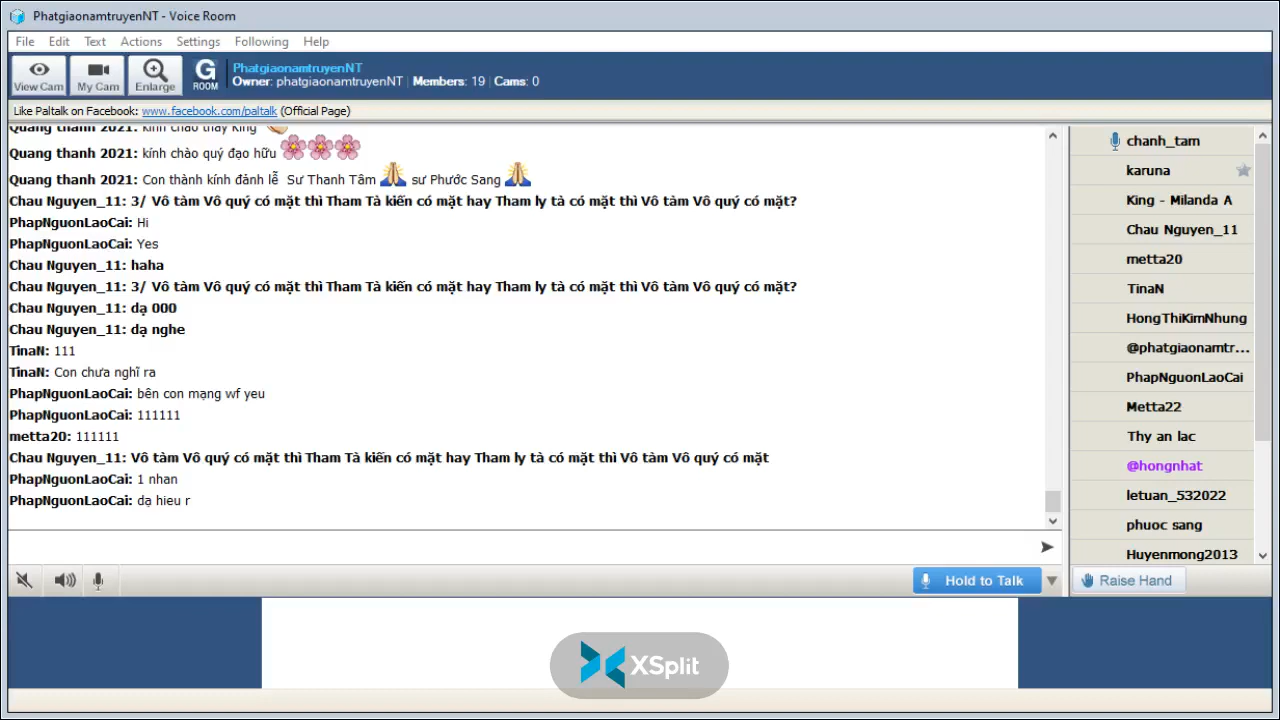 PhatgiaonamtruyenNT - Voice Room
File Edit Text Actions Settings Following Help
View Cam My Cam Enlarge
G ROOM
PhatgiaonamtruyenNT
Owner: phatgiaonamtruyenNT | Members: 19 | Cams: 0
Like Paltalk on Facebook: www.facebook.com/paltalk (Official Page)
Quang thanh 2021: kính chào thầy King
Quang thanh 2021: kính chào quý đạo hữu
Quang thanh 2021: Con thành kính đảnh lễ Sư Thanh Tâm sư Phước Sang
Chau Nguyen_11: 3/ Vô tàm Vô quý có mặt thì Tham Tà kiến có mặt hay Tham ly tà có mặt thì Vô tàm Vô quý có mặt?
PhapNguonLaoCai: Hi
PhapNguonLaoCai: Yes
Chau Nguyen_11: haha
Chau Nguyen_11: 3/ Vô tàm Vô quý có mặt thì Tham Tà kiến có mặt hay Tham ly tà có mặt thì Vô tàm Vô quý có mặt?
Chau Nguyen_11: dạ 000
Chau Nguyen_11: dạ nghe
TinaN: 111
TinaN: Con chưa nghĩ ra
PhapNguonLaoCai: bên con mạng wf yeu
PhapNguonLaoCai: 111111
metta20: 111111
Chau Nguyen_11: Vô tàm Vô quý có mặt thì Tham Tà kiến có mặt hay Tham ly tà có mặt thì Vô tàm Vô quý có mặt
PhapNguonLaoCai: 1 nhan
PhapNguonLaoCai: dạ hieu r
chanh_tam
karuna
King - Milanda A
Chau Nguyen_11
metta20
TinaN
HongThiKimNhung
@phatgiaonamtr...
PhapNguonLaoCai
Metta22
Thy an lac
@hongnhat
letuan_532022
phuoc sang
Huyenmong2013
Hold to Talk
Raise Hand
XSplit